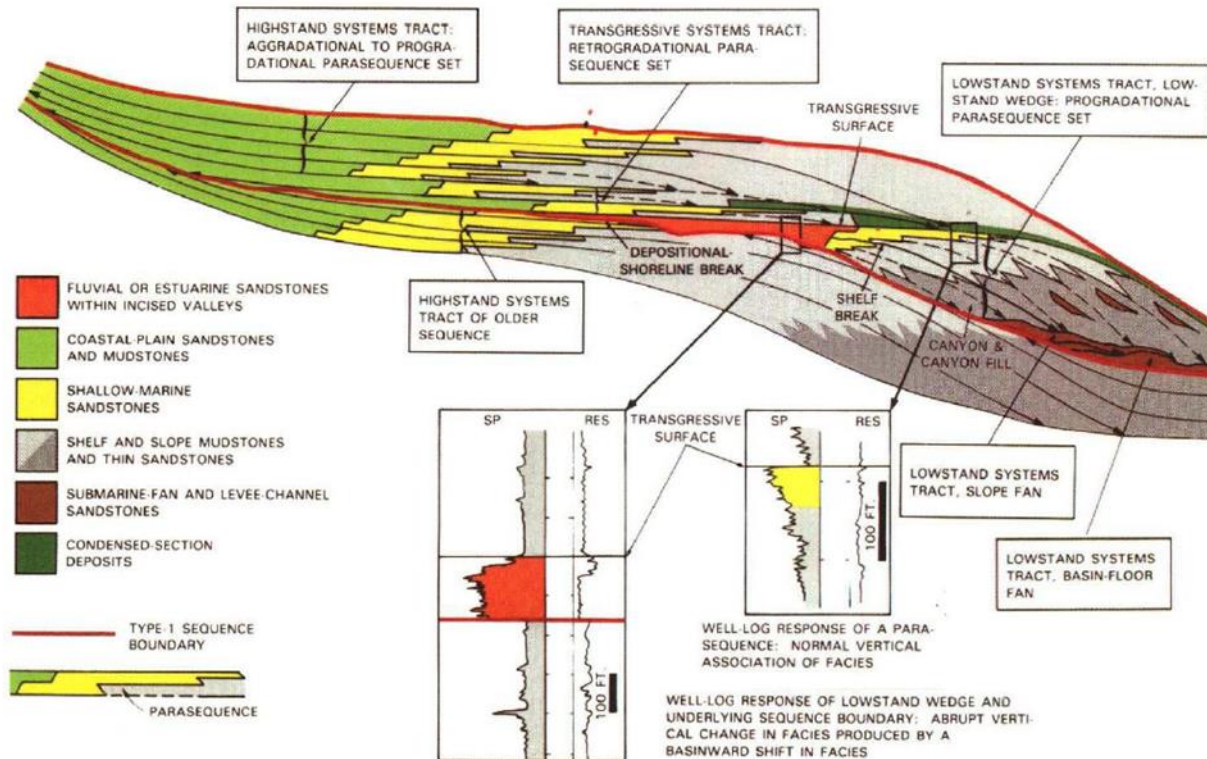 HIGHSTAND SYSTEMS TRACT:
AGGRADATIONAL TO PROGRA-
DATIONAL PARASEQUENCE SET
TRANSGRESSIVE SYSTEMS TRACT:
RETROGRADATIONAL PARA-
SEQUENCE SET
LOWSTAND SYSTEMS TRACT, LOW-
STAND WEDGE: PROGRADATIONAL
PARASEQUENCE SET
TRANSGRESSIVE
SURFACE
DEPOSITIONAL-
SHORELINE BREAK
SHELF
BREAK
CANYON &
CANYON FILL
HIGHSTAND SYSTEMS
TRACT OF OLDER
SEQUENCE
FLUVIAL OR ESTUARINE SANDSTONES
WITHIN INCISED VALLEYS
COASTAL-PLAIN SANDSTONES
AND MUDSTONES
SHALLOW-MARINE
SANDSTONES
SHELF AND SLOPE MUDSTONES
AND THIN SANDSTONES
SUBMARINE-FAN AND LEVEE-CHANNEL
SANDSTONES
CONDENSED-SECTION
DEPOSITS
TYPE-1 SEQUENCE
BOUNDARY
PARASEQUENCE
SP
RES
100 FT.
TRANSGRESSIVE
SURFACE
SP
RES
100 FT.
LOWSTAND SYSTEMS
TRACT, SLOPE FAN
LOWSTAND SYSTEMS
TRACT, BASIN-FLOOR
FAN
WELL-LOG RESPONSE OF A PARA-
SEQUENCE: NORMAL VERTICAL
ASSOCIATION OF FACIES
WELL-LOG RESPONSE OF LOWSTAND WEDGE AND
UNDERLYING SEQUENCE BOUNDARY: ABRUPT VERTI-
CAL CHANGE IN FACIES PRODUCED BY A
BASINWARD SHIFT IN FACIES